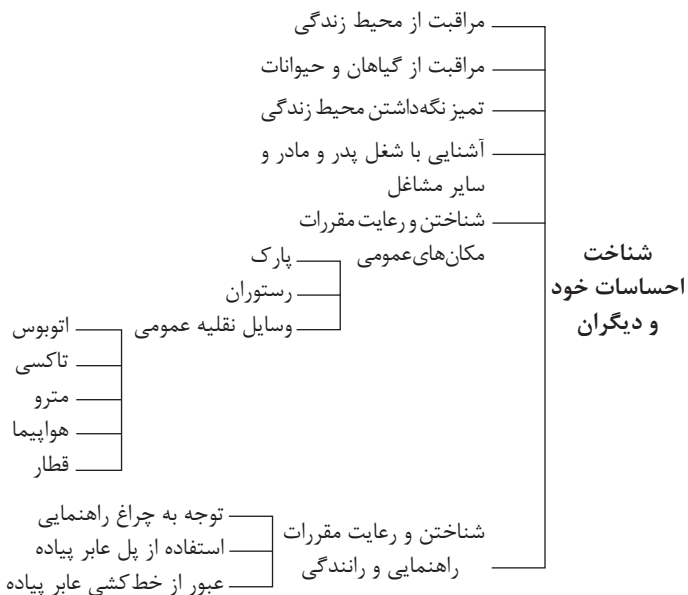 شناخت
احساسات خود
و دیگران
مراقبت از محیط زندگی
مراقبت از گیاهان و حیوانات
تمیز نگه‌داشتن محیط زندگی
آشنایی با شغل پدر و مادر و
سایر مشاغل
شناختن و رعایت مقررات
مکان‌های عمومی
پارک
رستوران
وسایل نقلیه عمومی
اتوبوس
تاکسی
مترو
هواپیما
قطار
شناختن و رعایت مقررات
راهنمایی و رانندگی
توجه به چراغ راهنمایی
استفاده از پل عابر پیاده
عبور از خط‌کشی عابر پیاده